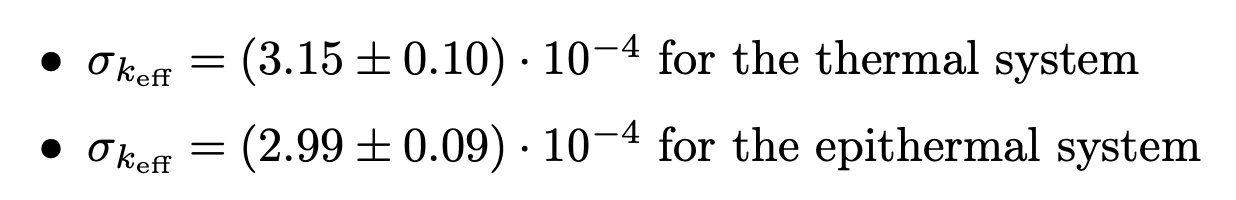 • σ_{k_eff} = (3.15 ± 0.10) · 10⁻⁴ for the thermal system
• σ_{k_eff} = (2.99 ± 0.09) · 10⁻⁴ for the epithermal system